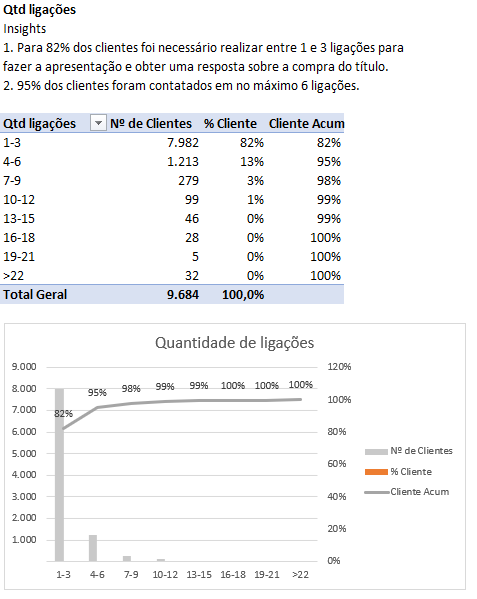 Qtd ligações
Insights
1. Para 82% dos clientes foi necessário realizar entre 1 e 3 ligações para
fazer a apresentação e obter uma resposta sobre a compra do título.
2. 95% dos clientes foram contatados em no máximo 6 ligações.
Qtd ligações Nº de Clientes % Cliente Cliente Acum
1-3 7.982 82% 82%
4-6 1.213 13% 95%
7-9 279 3% 98%
10-12 99 1% 99%
13-15 46 0% 99%
16-18 28 0% 100%
19-21 5 0% 100%
>22 32 0% 100%
Total Geral 9.684 100,0%
Quantidade de ligações
9.000 120%
8.000 100%
7.000 80%
6.000 60%
5.000 40%
4.000 20%
3.000 0%
2.000
1.000
82% 95% 98% 99% 99% 100% 100% 100%
1-3 4-6 7-9 10-12 13-15 16-18 19-21 >22
Nº de Clientes
% Cliente
Cliente Acum